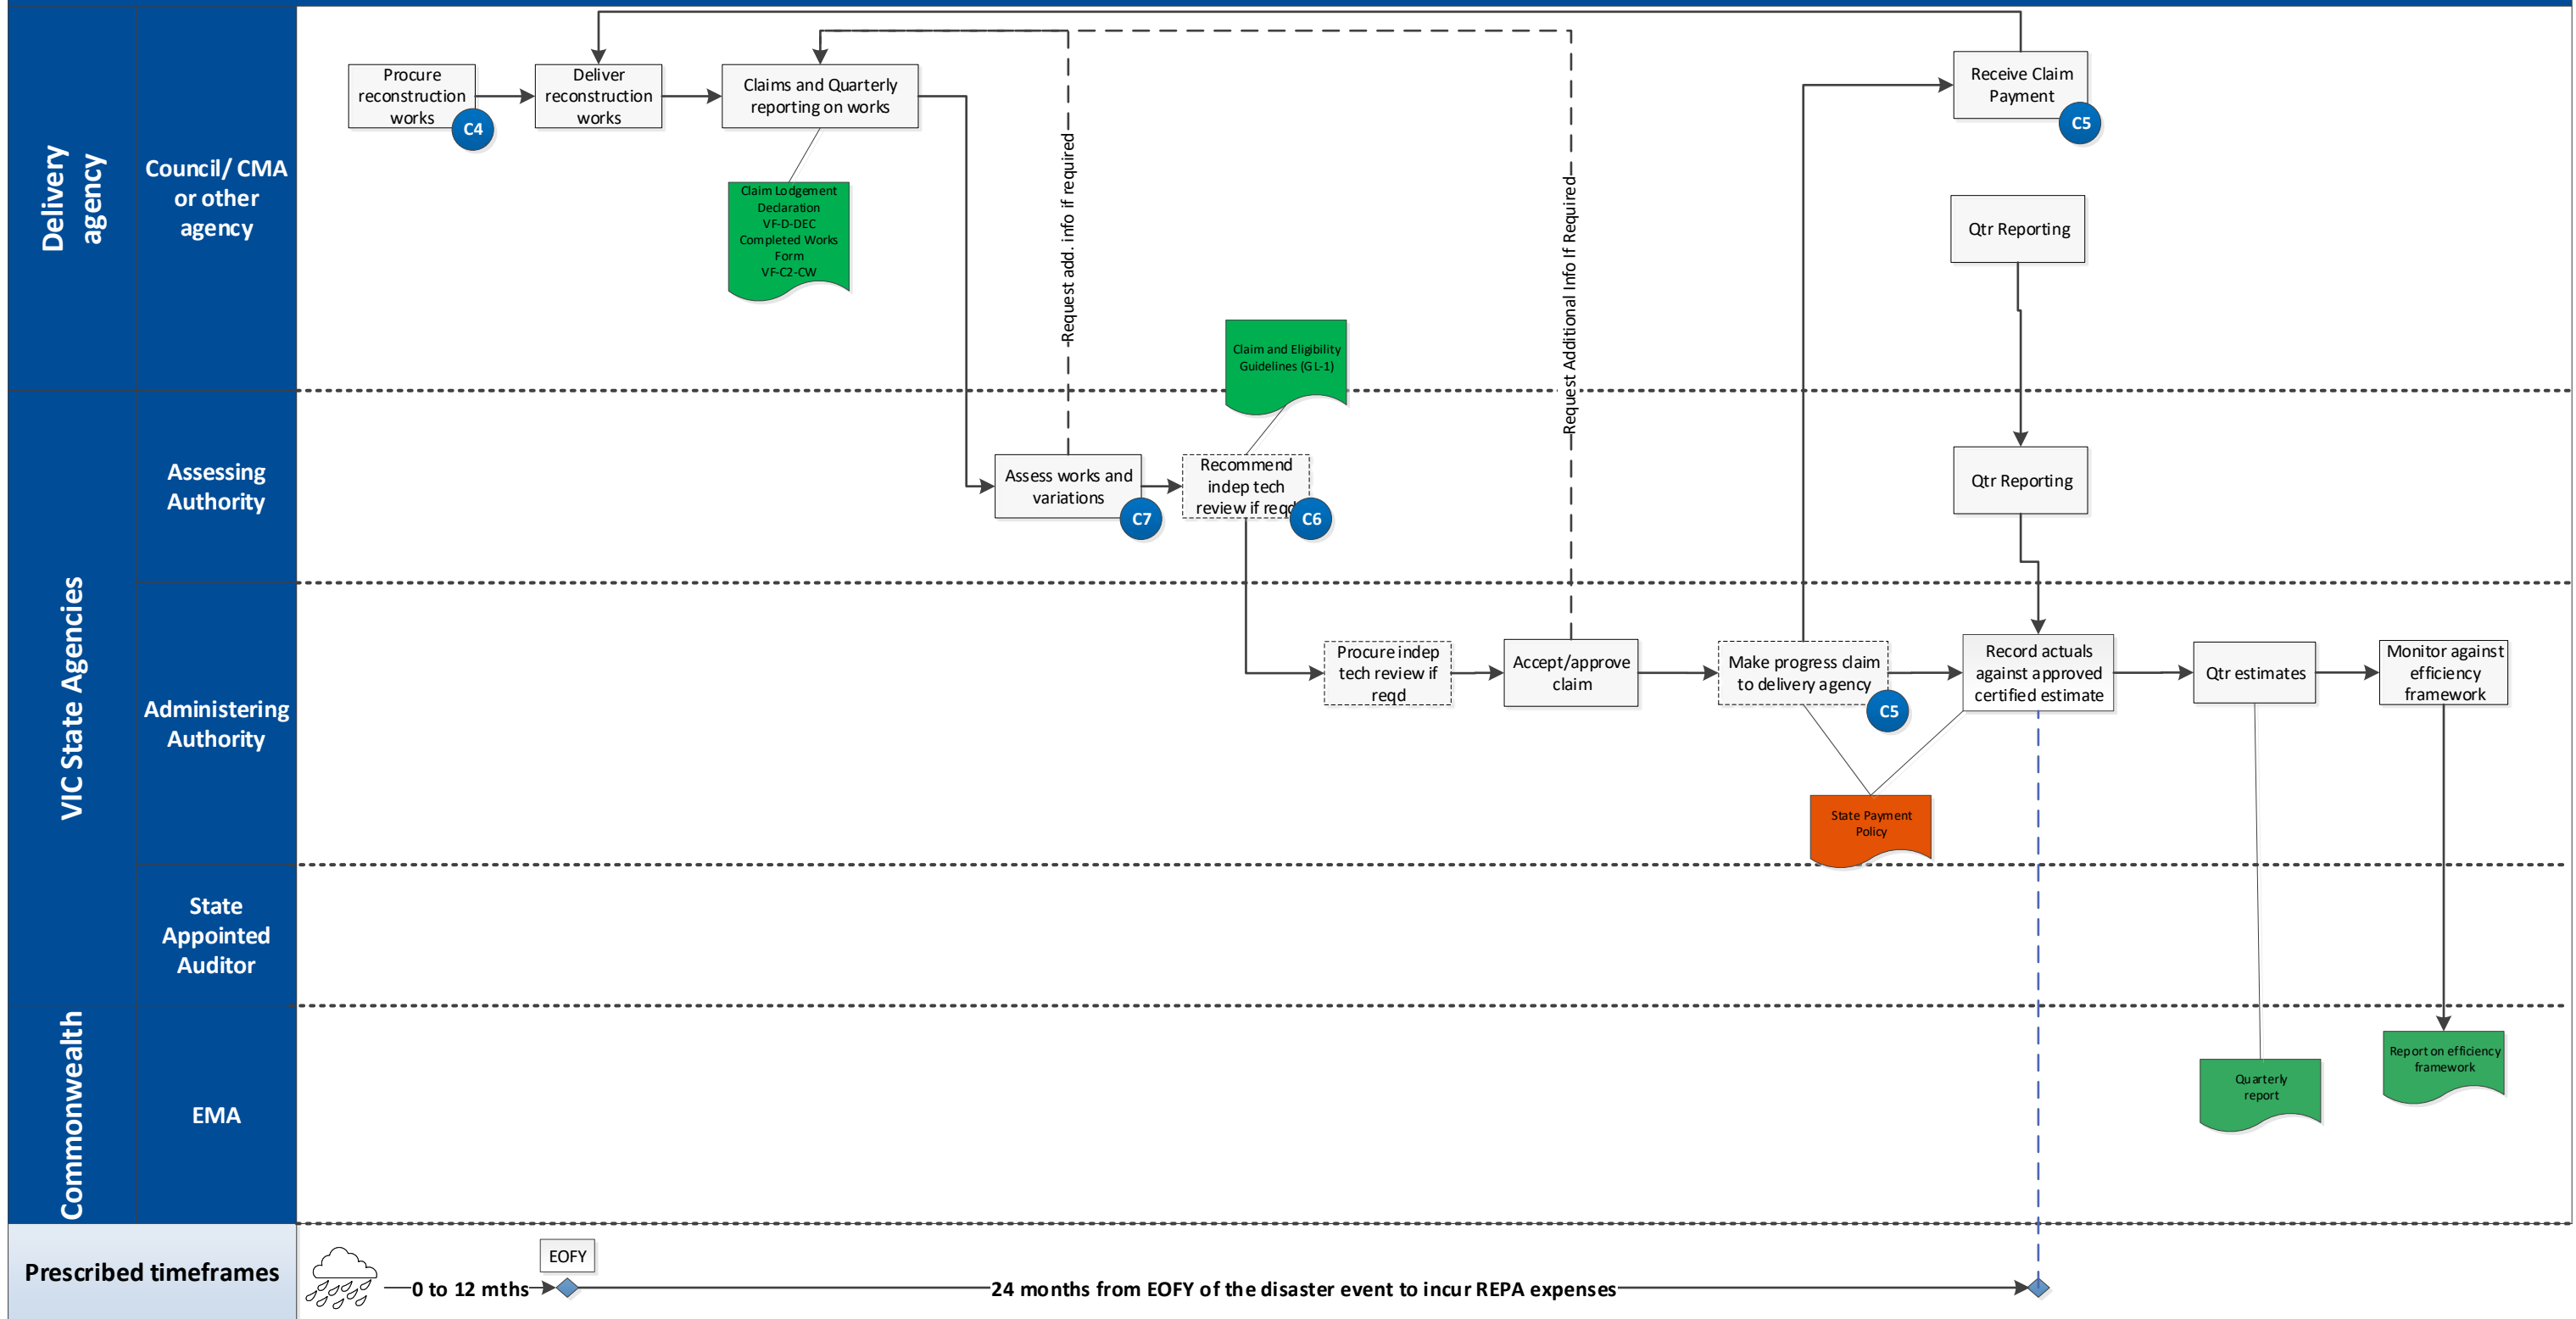 Delivery
agency
Council/ CMA
or other
agency
Procure
reconstruction
works
C4
Deliver
reconstruction
works
Claims and Quarterly
reporting on works
Claim Lodgement
Declaration
VF-D-DEC
Completed Works
Form
VF-C2-CW
Request add. info if required
Claim and Eligibility
Guidelines (GL-1)
Request Additional Info If Required
Receive Claim
Payment
C5
Qtr Reporting
VIC State Agencies
Assessing
Authority
Assess works and
variations
C7
Recommend
indep tech
review if reqd
C6
Qtr Reporting
Administering
Authority
Procure indep
tech review if
reqd
Accept/approve
claim
Make progress claim
to delivery agency
C5
Record actuals
against approved
certified estimate
Qtr estimates
Monitor against
efficiency
framework
State Payment
Policy
State
Appointed
Auditor
Commonwealth
EMA
Quarterly
report
Report on efficiency
framework
Prescribed timeframes
0 to 12 mths
EOFY
24 months from EOFY of the disaster event to incur REPA expenses